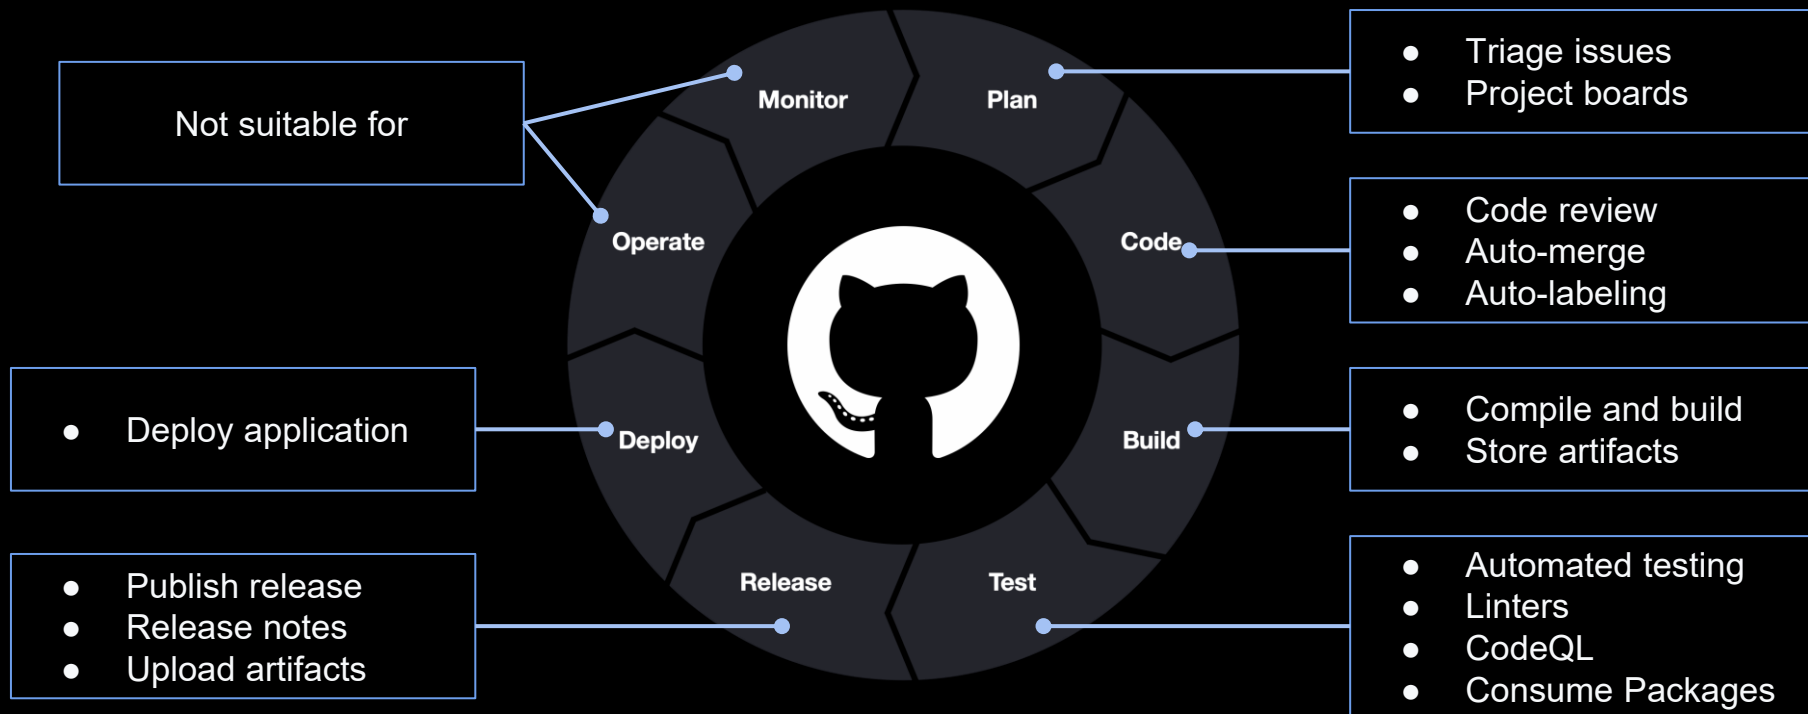 Not suitable for
Monitor
Plan
● Triage issues
● Project boards
Operate
Code
● Code review
● Auto-merge
● Auto-labeling
● Deploy application
Deploy
Build
● Compile and build
● Store artifacts
● Publish release
● Release notes
● Upload artifacts
Release
Test
● Automated testing
● Linters
● CodeQL
● Consume Packages